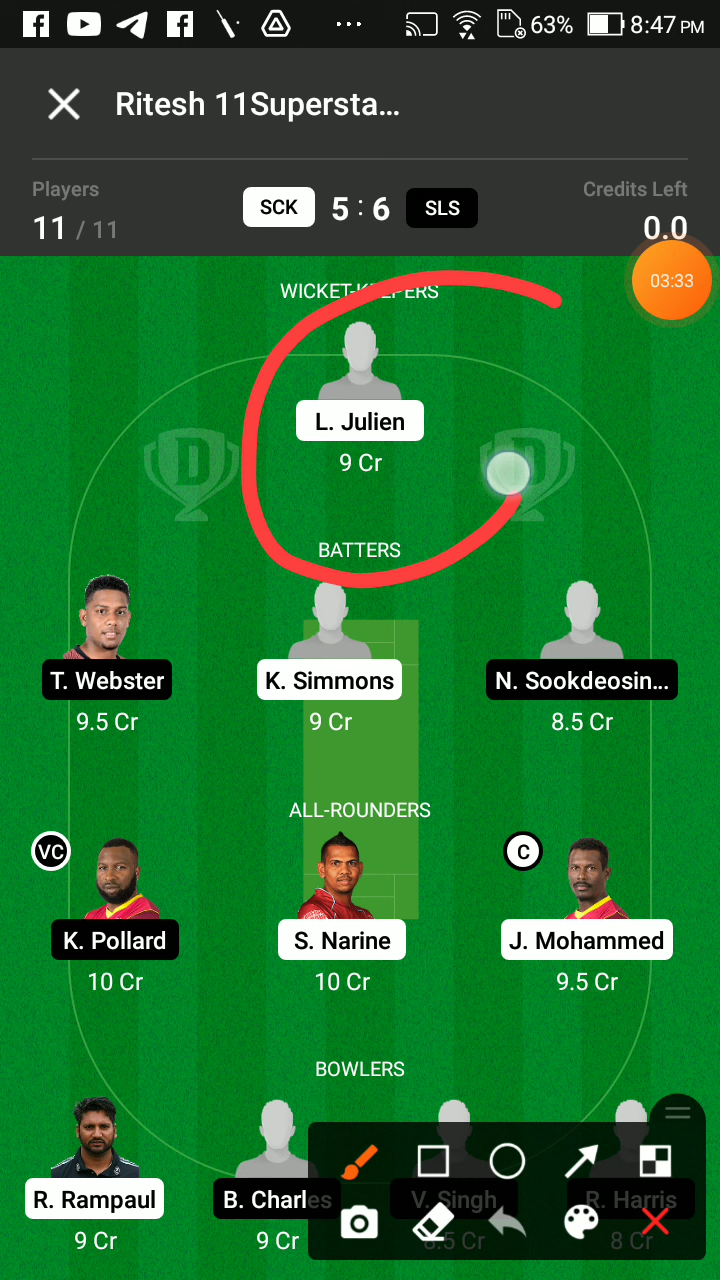 63% 8:47 PM
Ritesh 11Supersta...
Players
Credits Left
11 / 11
SCK 5 : 6 SLS
0.0
03:33
WICKET-KEEPERS
L. Julien
9 Cr
BATTERS
T. Webster K. Simmons N. Sookdeosin...
9.5 Cr 9 Cr 8.5 Cr
ALL-ROUNDERS
VC C
K. Pollard S. Narine J. Mohammed
10 Cr 10 Cr 9.5 Cr
BOWLERS
R. Rampaul B. Charles V. Singh R. Harris
9 Cr 9 Cr 8.5 Cr 8 Cr